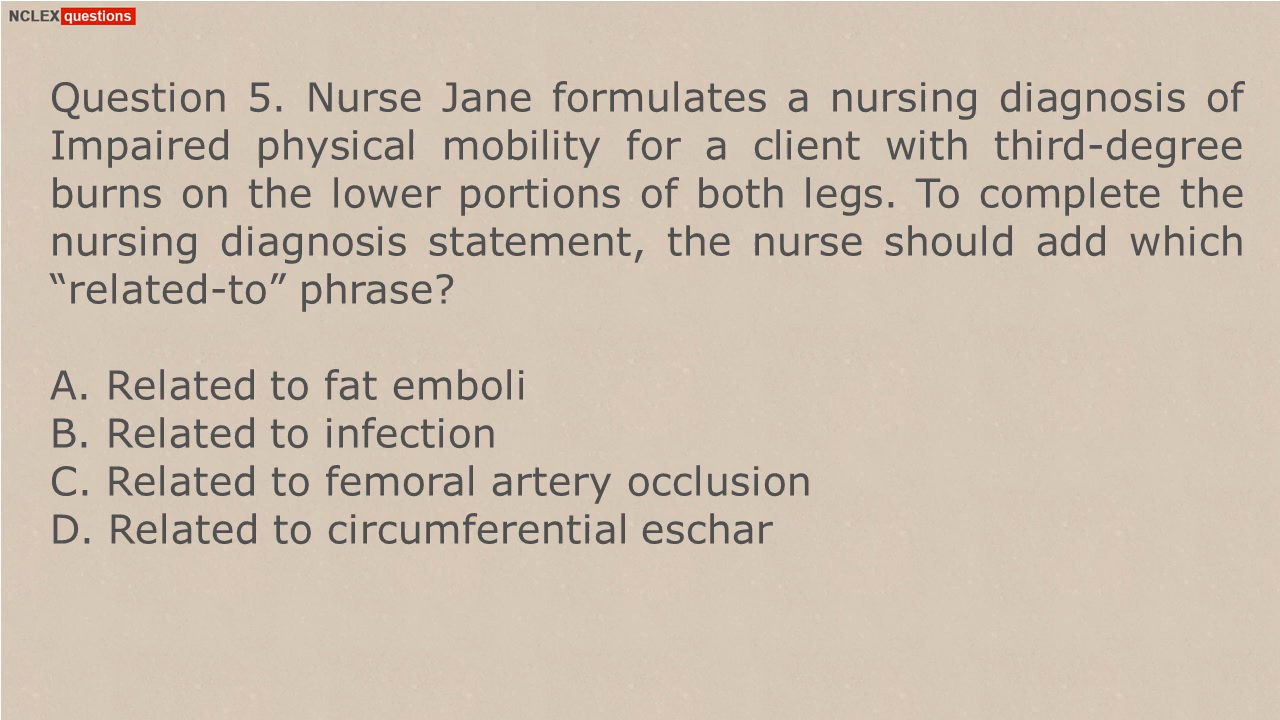 NCLEX questions
Question 5. Nurse Jane formulates a nursing diagnosis of
Impaired physical mobility for a client with third-degree
burns on the lower portions of both legs. To complete the
nursing diagnosis statement, the nurse should add which
“related-to” phrase?
A. Related to fat emboli
B. Related to infection
C. Related to femoral artery occlusion
D. Related to circumferential eschar